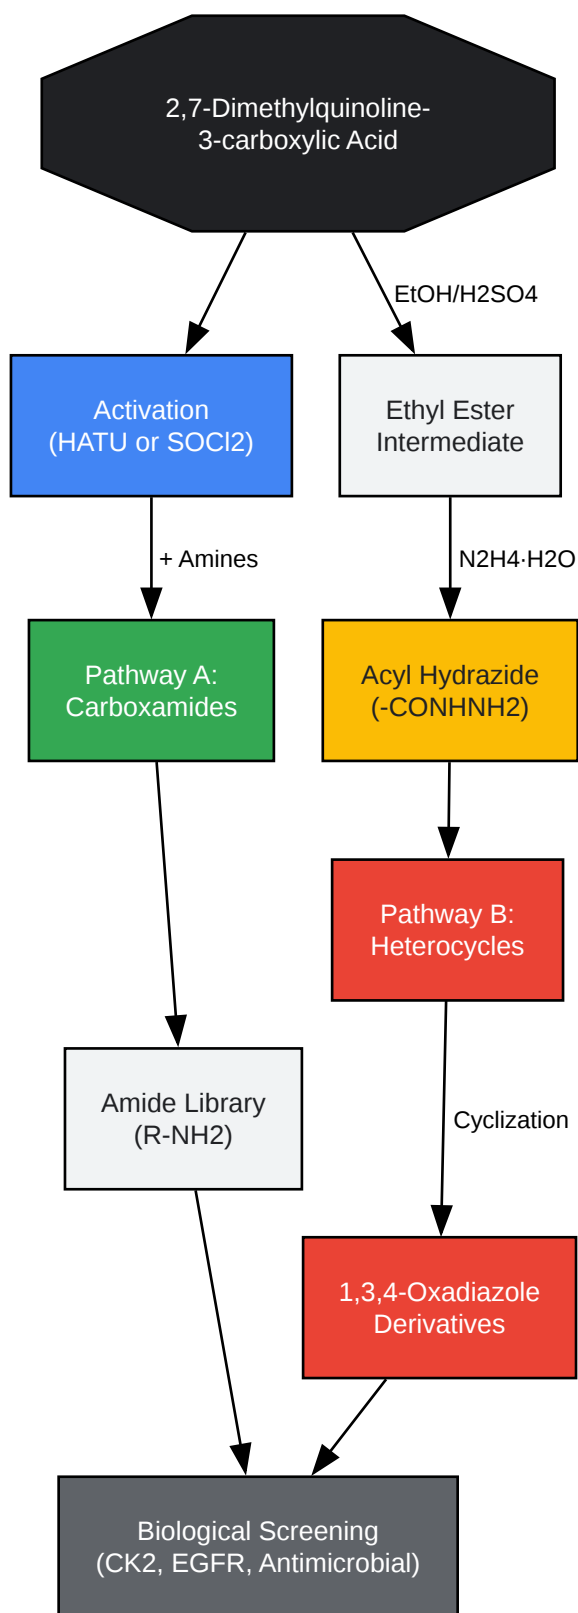 2,7-Dimethylquinoline-
3-carboxylic Acid
EtOH/H2SO4
Activation
(HATU or SOCl2)
Ethyl Ester
Intermediate
+ Amines
N2H4·H2O
Pathway A:
Carboxamides
Acyl Hydrazide
(-CONHNH2)
Pathway B:
Heterocycles
Amide Library
(R-NH2)
Cyclization
1,3,4-Oxadiazole
Derivatives
Biological Screening
(CK2, EGFR, Antimicrobial)